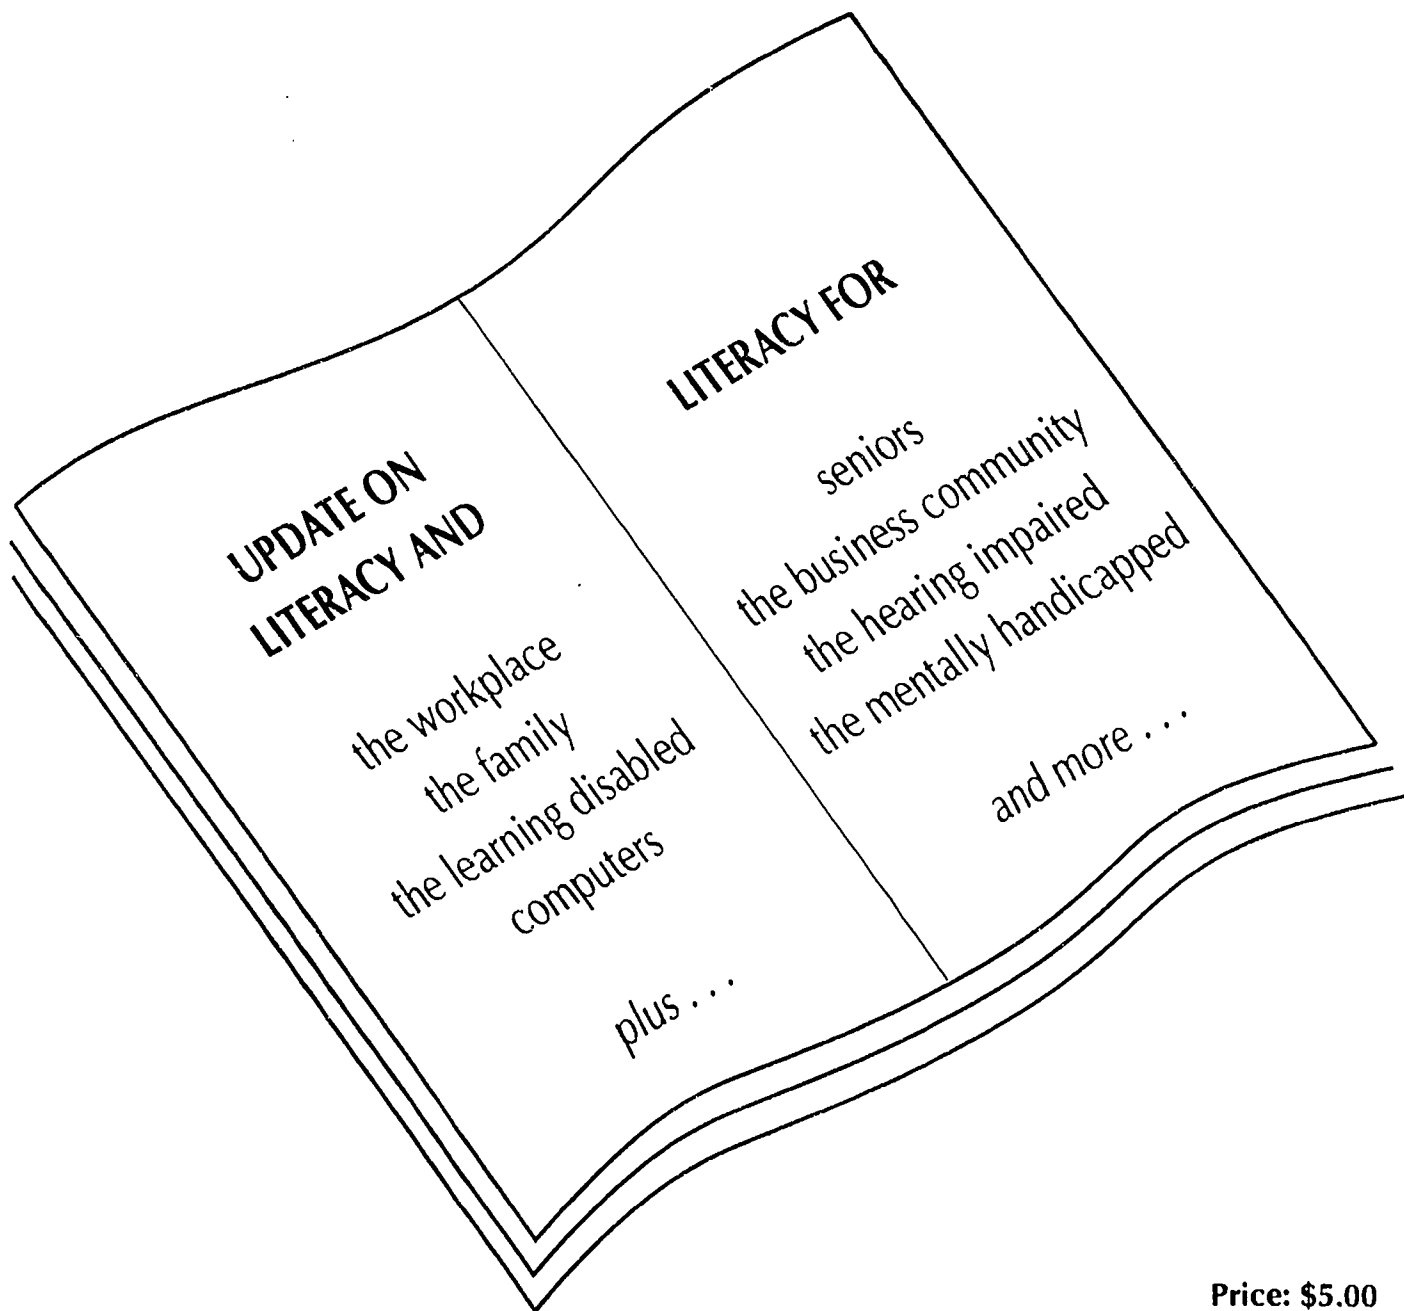 UPDATE ON
LITERACY AND
the workplace
the family
the learning disabled
computers
plus . . .
LITERACY FOR
seniors
the business community
the hearing impaired
the mentally handicapped
and more . . .
Price: $5.00